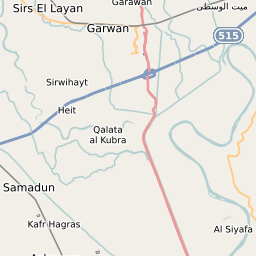 Garawan
Sirs El Layan
ميت الوسطى
Garwan
515
Sirwihayt
Heit
Qalata
al Kubra
Samadun
Kafr Hagras
Al Siyafa